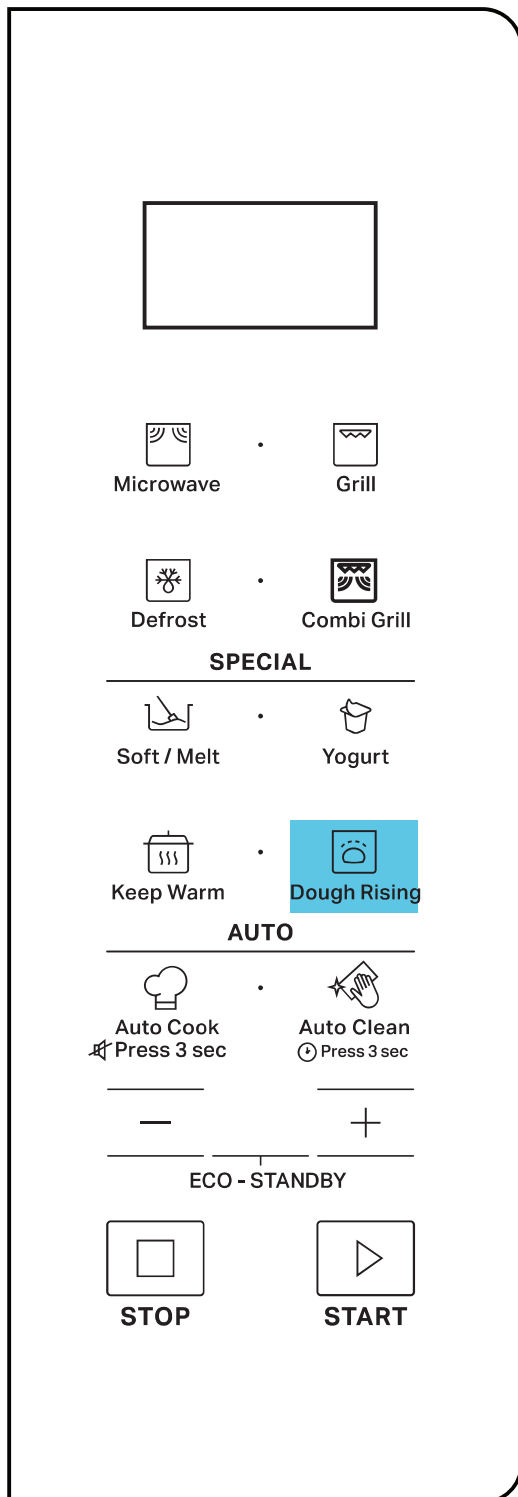 Microwave
Grill
Defrost
Combi Grill
SPECIAL
Soft / Melt
Yogurt
Keep Warm
Dough Rising
AUTO
Auto Cook
Press 3 sec
Auto Clean
Press 3 sec
− +
ECO - STANDBY
STOP
START